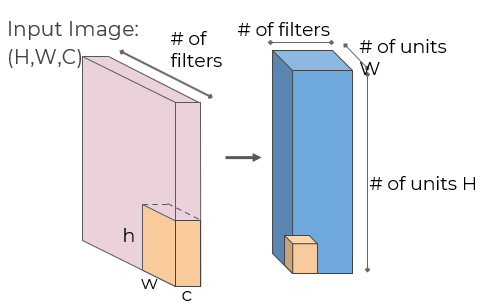 Input Image:
(H,W,C)
# of
filters
# of filters
# of units
W
# of units H
h
w
c